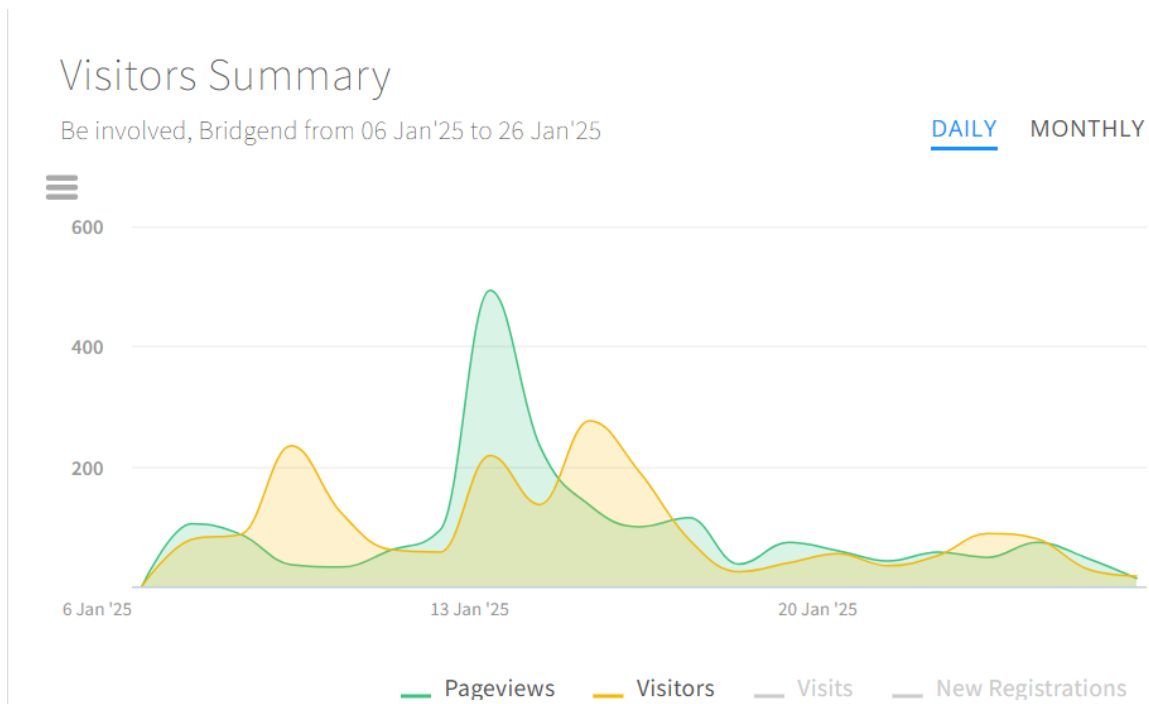 Visitors Summary
Be involved, Bridgend from 06 Jan'25 to 26 Jan'25
DAILY MONTHLY
600
400
200
6 Jan '25 13 Jan '25 20 Jan '25
Pageviews Visitors Visits New Registrations